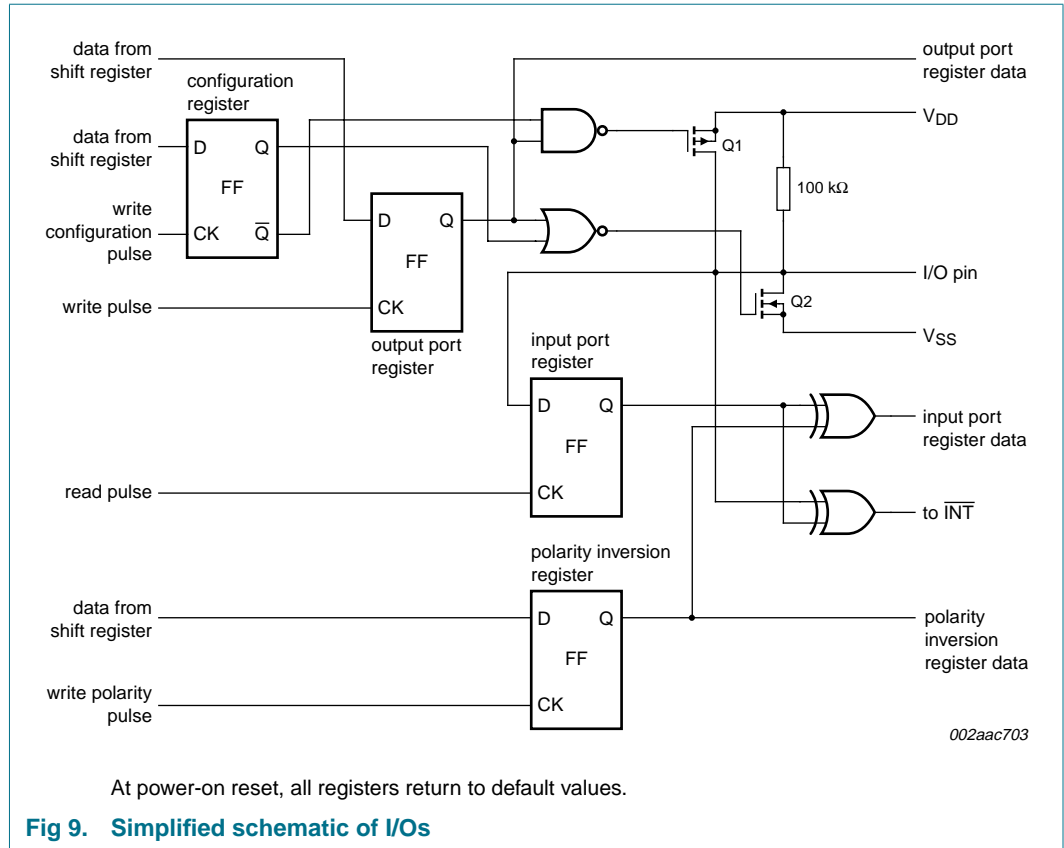 data from
shift register
configuration
register
data from
shift register
D
Q
FF
write
configuration
pulse
CK
Q
D
Q
FF
CK
write pulse
output port
register
output port
register data
VDD
Q1
100 kΩ
I/O pin
Q2
VSS
input port
register
D
Q
FF
CK
read pulse
input port
register data
to INT
polarity inversion
register
data from
shift register
D
Q
FF
write polarity
pulse
CK
polarity
inversion
register data
002aac703
At power-on reset, all registers return to default values.
Fig 9. Simplified schematic of I/Os